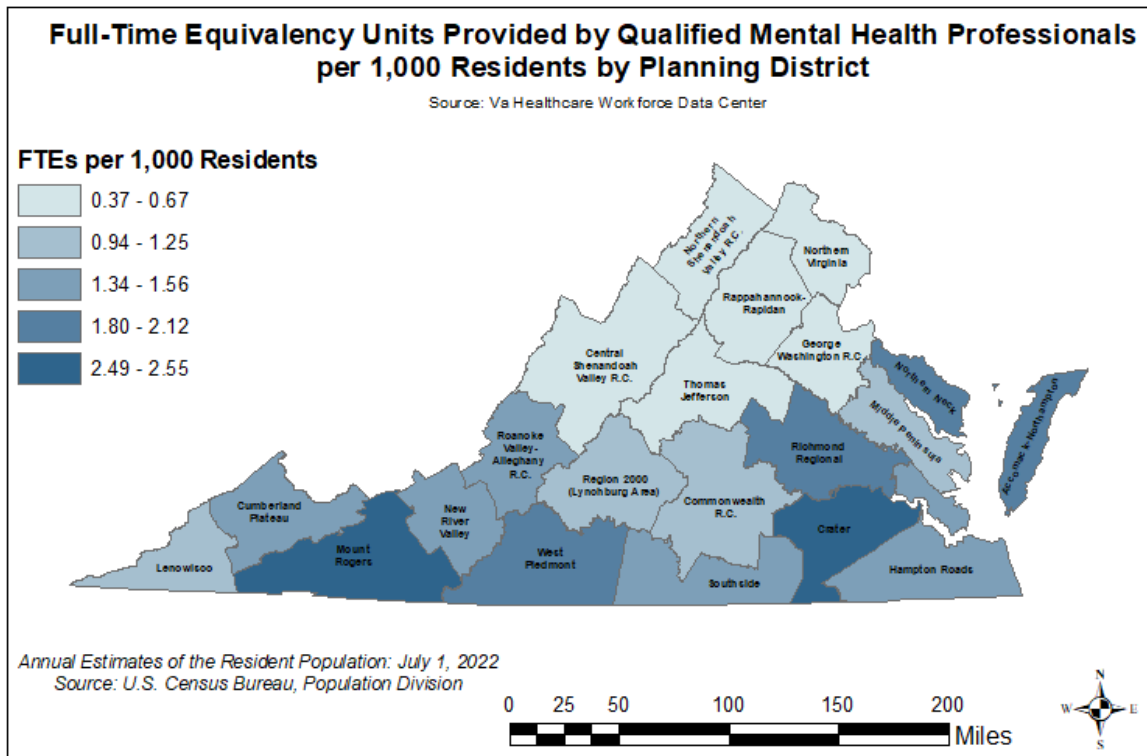 Full-Time Equivalency Units Provided by Qualified Mental Health Professionals
per 1,000 Residents by Planning District
Source: Va Healthcare Workforce Data Center
FTEs per 1,000 Residents
0.37 - 0.67
0.94 - 1.25
1.34 - 1.56
1.80 - 2.12
2.49 - 2.55
Northern
Shenandoah
Valley R.C.
Northern
Virginia
Rappahannock-
Rapidan
George
Washington R.C.
Central
Shenandoah
Valley R.C.
Thomas
Jefferson
Northern Neck
Middle Peninsula
Accomack-Northampton
Roanoke
Valley-
Alleghany
R.C.
Richmond
Regional
Region 2000
(Lynchburg Area)
Commonwealth
R.C.
Cumberland
Plateau
New
River
Valley
Crater
Mount
Rogers
West
Piedmont
Lenowisco
Southside
Hampton Roads
Annual Estimates of the Resident Population: July 1, 2022
Source: U.S. Census Bureau, Population Division
0 25 50 100 150 200
Miles
N
W E
S